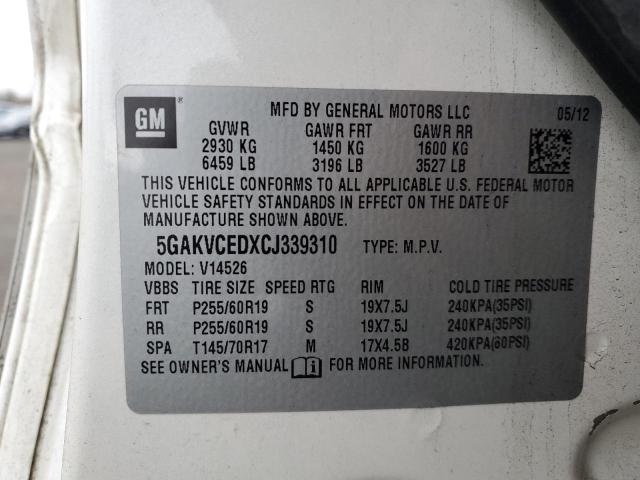 GM ®
MFD BY GENERAL MOTORS LLC 05/12
GVWR GAWR FRT GAWR RR
2930 KG 1450 KG 1600 KG
6459 LB 3196 LB 3527 LB
THIS VEHICLE CONFORMS TO ALL APPLICABLE U.S. FEDERAL MOTOR
VEHICLE SAFETY STANDARDS IN EFFECT ON THE DATE OF
MANUFACTURE SHOWN ABOVE.
5GAKVCEDXCJ339310 TYPE: M.P.V.
MODEL: V14526
VBBS TIRE SIZE SPEED RTG RIM COLD TIRE PRESSURE
FRT P255/60R19 S 19X7.5J 240KPA(35PSI)
RR P255/60R19 S 19X7.5J 240KPA(35PSI)
SPA T145/70R17 M 17X4.5B 420KPA(60PSI)
SEE OWNER'S MANUAL i FOR MORE INFORMATION.